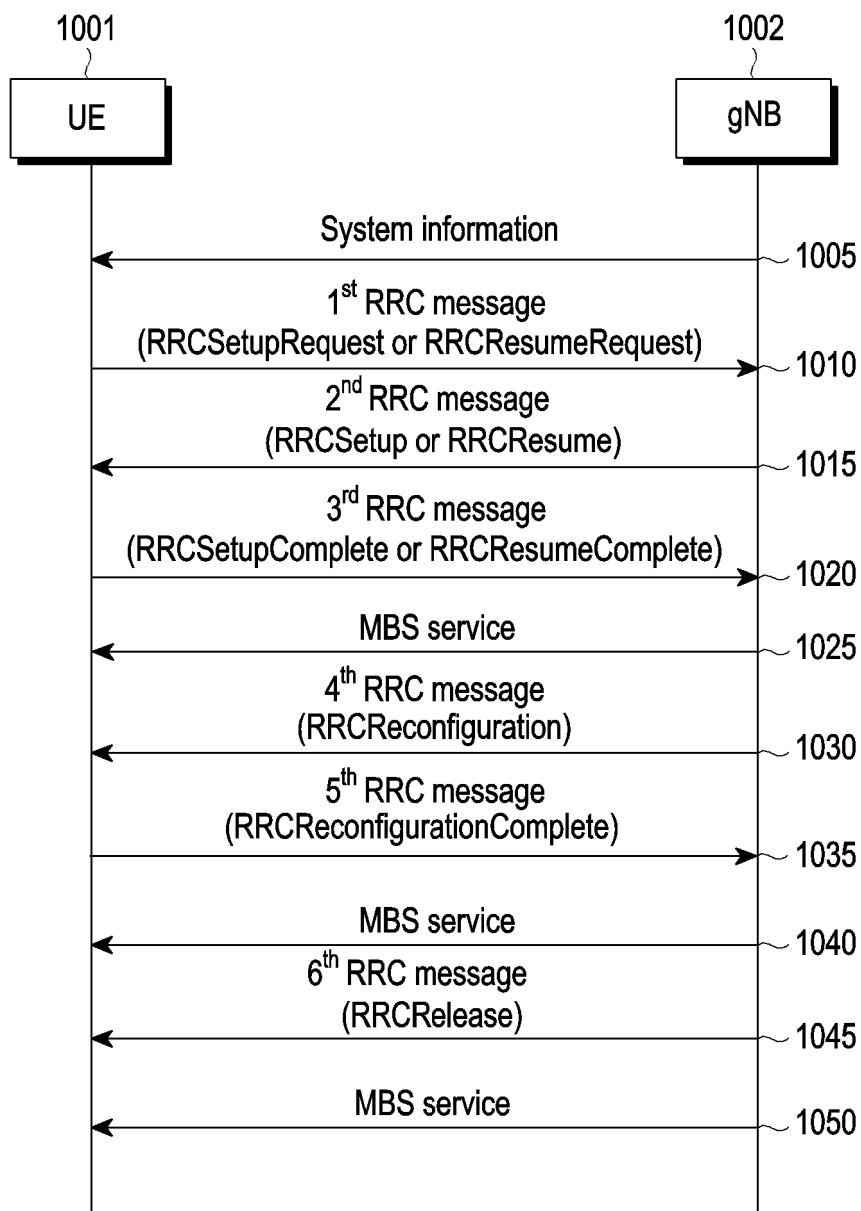 1001
1002
UE
gNB
System information
1005
1st RRC message
(RRCSetupRequest or RRCResumeRequest)
1010
2nd RRC message
(RRCSetup or RRCResume)
1015
3rd RRC message
(RRCSetupComplete or RRCResumeComplete)
1020
MBS service
1025
4th RRC message
(RRCReconfiguration)
1030
5th RRC message
(RRCReconfigurationComplete)
1035
MBS service
1040
6th RRC message
(RRCRelease)
1045
MBS service
1050